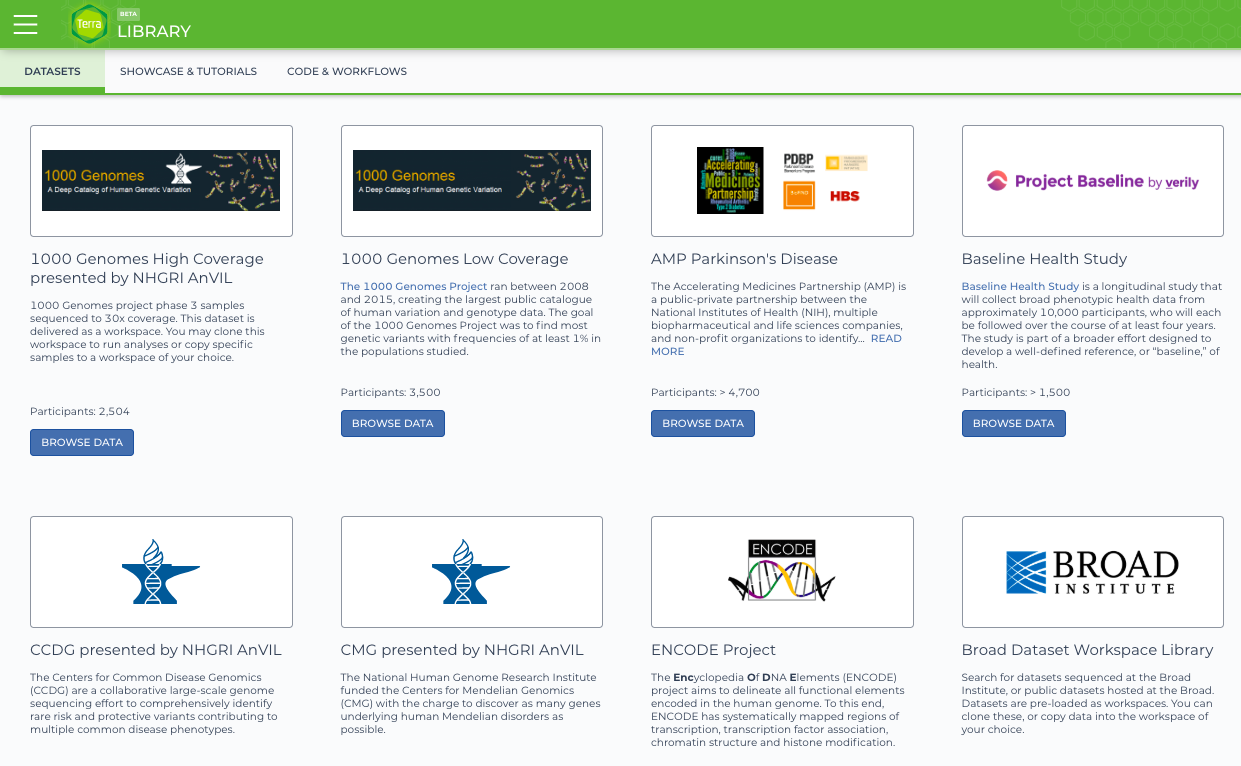 Terra
BETA
LIBRARY
DATASETS
SHOWCASE & TUTORIALS
CODE & WORKFLOWS
1000 Genomes
A Deep Catalog of Human Genetic Variation
1000 Genomes High Coverage
presented by NHGRI AnVIL
1000 Genomes project phase 3 samples
sequenced to 30x coverage. This dataset is
delivered as a workspace. You may clone this
workspace to run analyses or copy specific
samples to a workspace of your choice.
Participants: 2,504
BROWSE DATA
1000 Genomes
A Deep Catalog of Human Genetic Variation
1000 Genomes Low Coverage
The 1000 Genomes Project ran between 2008
and 2015, creating the largest public catalogue
of human variation and genotype data. The goal
of the 1000 Genomes Project was to find most
genetic variants with frequencies of at least 1% in
the populations studied.
Participants: 3,500
BROWSE DATA
Accelerating
Medicines
Partnership
PDBP
HBS
AMP Parkinson's Disease
The Accelerating Medicines Partnership (AMP) is
a public-private partnership between the
National Institutes of Health (NIH), multiple
biopharmaceutical and life sciences companies,
and non-profit organizations to identify... READ
MORE
Participants: > 4,700
BROWSE DATA
Project Baseline by verily
Baseline Health Study
Baseline Health Study is a longitudinal study that
will collect broad phenotypic health data from
approximately 10,000 participants, who will each
be followed over the course of at least four years.
The study is part of a broader effort designed to
develop a well-defined reference, or “baseline,” of
health.
Participants: > 1,500
BROWSE DATA
CCDG presented by NHGRI AnVIL
The Centers for Common Disease Genomics
(CCDG) are a collaborative large-scale genome
sequencing effort to comprehensively identify
rare risk and protective variants contributing to
multiple common disease phenotypes.
CMG presented by NHGRI AnVIL
The National Human Genome Research Institute
funded the Centers for Mendelian Genomics
(CMG) with the charge to discover as many genes
underlying human Mendelian disorders as
possible.
ENCODE
ENCODE Project
The Encyclopedia Of DNA Elements (ENCODE)
project aims to delineate all functional elements
encoded in the human genome. To this end,
ENCODE has systematically mapped regions of
transcription, transcription factor association,
chromatin structure and histone modification.
BROAD
INSTITUTE
Broad Dataset Workspace Library
Search for datasets sequenced at the Broad
Institute, or public datasets hosted at the Broad.
Datasets are pre-loaded as workspaces. You can
clone these, or copy data into the workspace of
your choice.